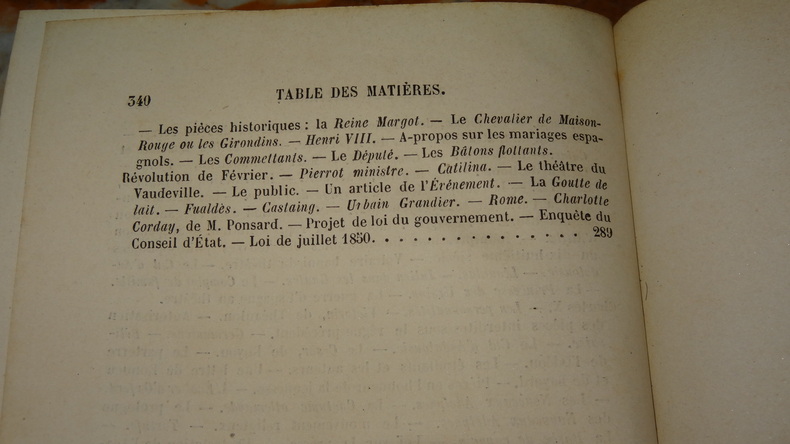 340
TABLE DES MATIÈRES.
— Les pièces historiques : la Reine Margot. — Le Chevalier de Maison-
Rouge ou les Girondins. — Henri VIII. — A-propos sur les mariages espa-
gnols. — Les Commettants. — Le Député. — Les Bâtons flottants.
Révolution de Février. — Pierrot ministre. — Catilina. — Le théâtre du
Vaudeville. — Le public. — Un article de l'Événement. — La Goutte de
lait. — Fualdès. — Castaing. — Urbain Grandier. — Rome. — Charlotte
Corday, de M. Ponsard. — Projet de loi du gouvernement. — Enquête du
Conseil d'État. — Loi de juillet 1850. . . . . . . . . . . . . . . 289